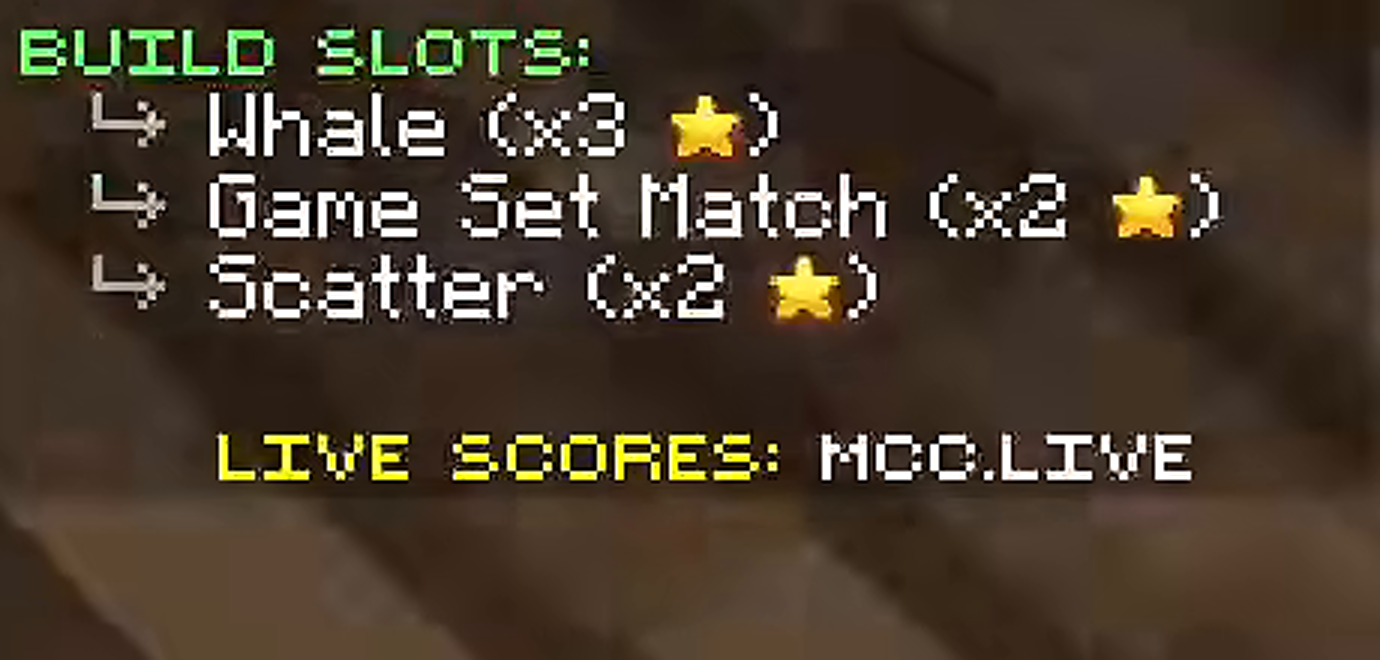 BUILD SLOTS:
↳ Whale (x3 ⭐)
↳ Game Set Match (x2 ⭐)
↳ Scatter (x2 ⭐)
LIVE SCORES: MCC.LIVE